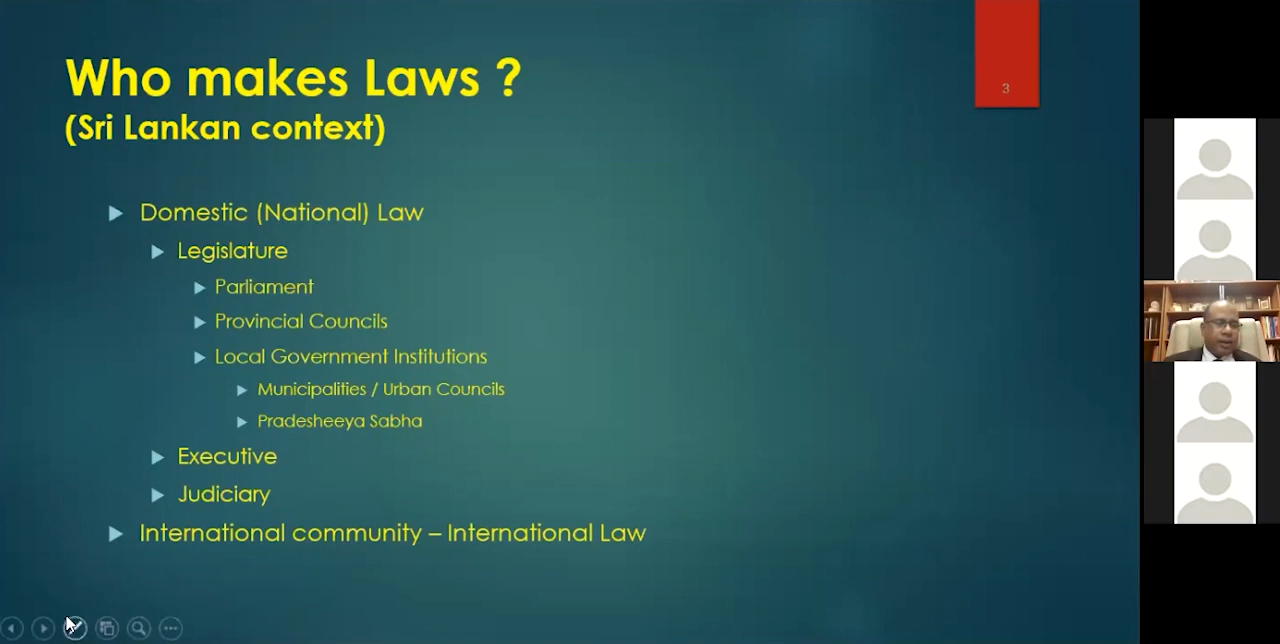 Who makes Laws ?
(Sri Lankan context)
3
Domestic (National) Law
Legislature
Parliament
Provincial Councils
Local Government Institutions
Municipalities / Urban Councils
Pradesheeya Sabha
Executive
Judiciary
International community – International Law